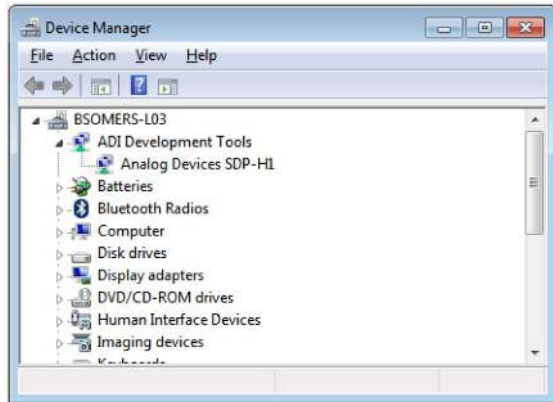 Device Manager
File Action View Help
BSOMERS-L03
ADI Development Tools
Analog Devices SDP-H1
Batteries
Bluetooth Radios
Computer
Disk drives
Display adapters
DVD/CD-ROM drives
Human Interface Devices
Imaging devices